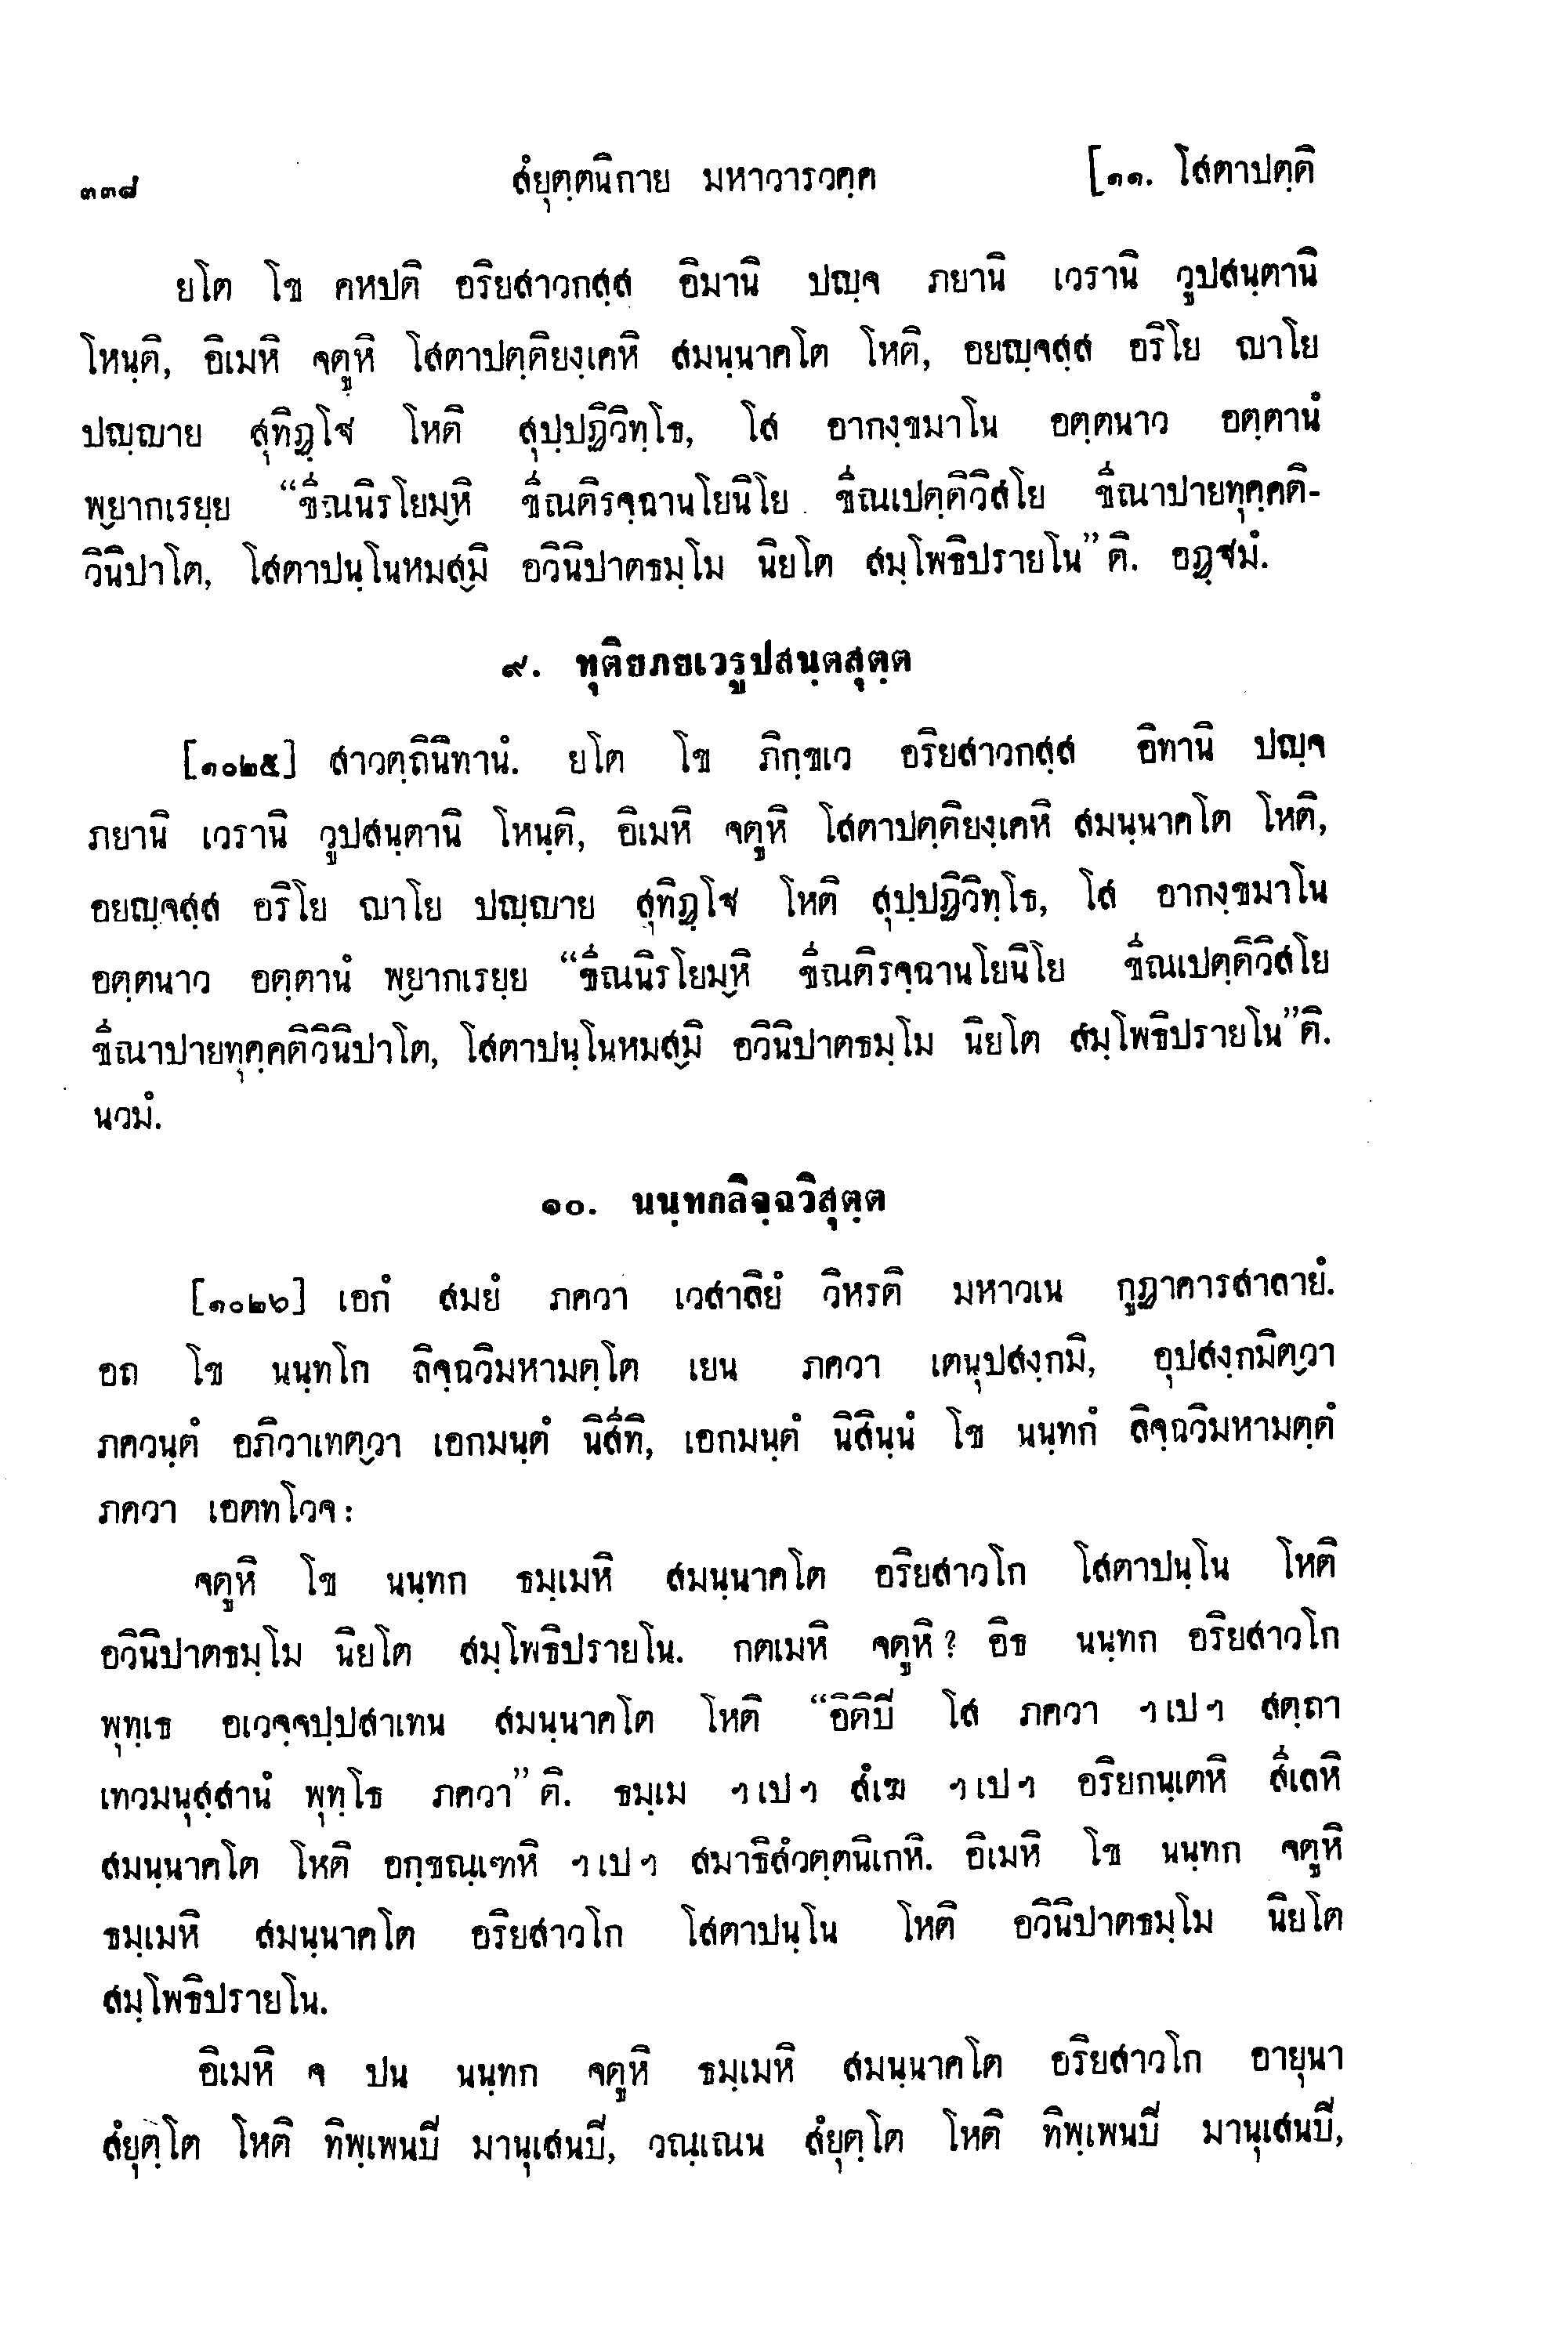 ๓๓๘ สํยุตฺตนิกาย มหาวารวคฺค [๑๑. โสตาปตฺติ
ยโต โข คหปติ อริยสาวกสฺส อิมานิ ปญฺจ ภยานิ เวรานิ วูปสนฺตานิ
โหนฺติ, อิเมหิ จตูหิ โสตาปตฺติยงฺเคหิ สมนฺนาคโต โหติ, อยญฺจสฺส อริโย ญาโย
ปญฺญาย สุทิฏฺโฐ โหติ สุปฺปฏิวิทฺโธ, โส อากงฺขมาโน อตฺตนาว อตฺตานํ
พฺยากเรยฺย “ขีณนิรโยมฺหิ ขีณติรจฺฉานโยนิโย ขีณเปตฺติวิสโย ขีณาปายทุคฺคติ-
วินิปาโต, โสตาปนฺโนหมสฺมิ อวินิปาตธมฺโม นิยโต สมฺโพธิปรายโน”ติ. อฏฺฐมํ.
๙. ทุติยภยเวรูปสนฺตสุตฺต
[๑๐๒๕] สาวตฺถินิทานํ. ยโต โข ภิกฺขเว อริยสาวกสฺส อิทานิ ปญฺจ
ภยานิ เวรานิ วูปสนฺตานิ โหนฺติ, อิเมหิ จตูหิ โสตาปตฺติยงฺเคหิ สมนฺนาคโต โหติ,
อยญฺจสฺส อริโย ญาโย ปญฺญาย สุทิฏฺโฐ โหติ สุปฺปฏิวิทฺโธ, โส อากงฺขมาโน
อตฺตนาว อตฺตานํ พฺยากเรยฺย “ขีณนิรโยมฺหิ ขีณติรจฺฉานโยนิโย ขีณเปตฺติวิสโย
ขีณาปายทุคฺคติวินิปาโต, โสตาปนฺโนหมสฺมิ อวินิปาตธมฺโม นิยโต สมฺโพธิปรายโน”ติ.
นวมํ.
๑๐. นนฺทกลิจฺฉวิสุตฺต
[๑๐๒๖] เอกํ สมยํ ภควา เวสาลิยํ วิหรติ มหาวเน กูฏาคารสาลายํ.
อถ โข นนฺทโก ลิจฺฉวิมหามตฺโต เยน ภควา เตนุปสงฺกมิ, อุปสงฺกมิตฺวา
ภควนฺตํ อภิวาเทตฺวา เอกมนฺตํ นิสีทิ, เอกมนฺตํ นิสินฺนํ โข นนฺทกํ ลิจฺฉวิมหามตฺตํ
ภควา เอตทโวจ:
จตูหิ โข นนฺทก ธมฺเมหิ สมนฺนาคโต อริยสาวโก โสตาปนฺโน โหติ
อวินิปาตธมฺโม นิยโต สมฺโพธิปรายโน. กตเมหิ จตูหิ? อิธ นนฺทก อริยสาวโก
พุทฺเธ อเวจฺจปฺปสาเทน สมนฺนาคโต โหติ “อิติปิ โส ภควา ฯเปฯ สตฺถา
เทวมนุสฺสานํ พุทฺโธ ภควา”ติ. ธมฺเม ฯเปฯ สํเฆ ฯเปฯ อริยกนฺเตหิ สีเลหิ
สมนฺนาคโต โหติ อกฺขณฺเฑหิ ฯเปฯ สมาธิสํวตฺตนิเกหิ. อิเมหิ โข นนฺทก จตูหิ
ธมฺเมหิ สมนฺนาคโต อริยสาวโก โสตาปนฺโน โหติ อวินิปาตธมฺโม นิยโต
สมฺโพธิปรายโน.
อิเมหิ จ ปน นนฺทก จตูหิ ธมฺเมหิ สมนฺนาคโต อริยสาวโก อายุนา
สํยุตฺโต โหติ ทิพฺเพนปิ มานุเสนปิ, วณฺเณน สํยุตฺโต โหติ ทิพฺเพนปิ มานุเสนปิ,